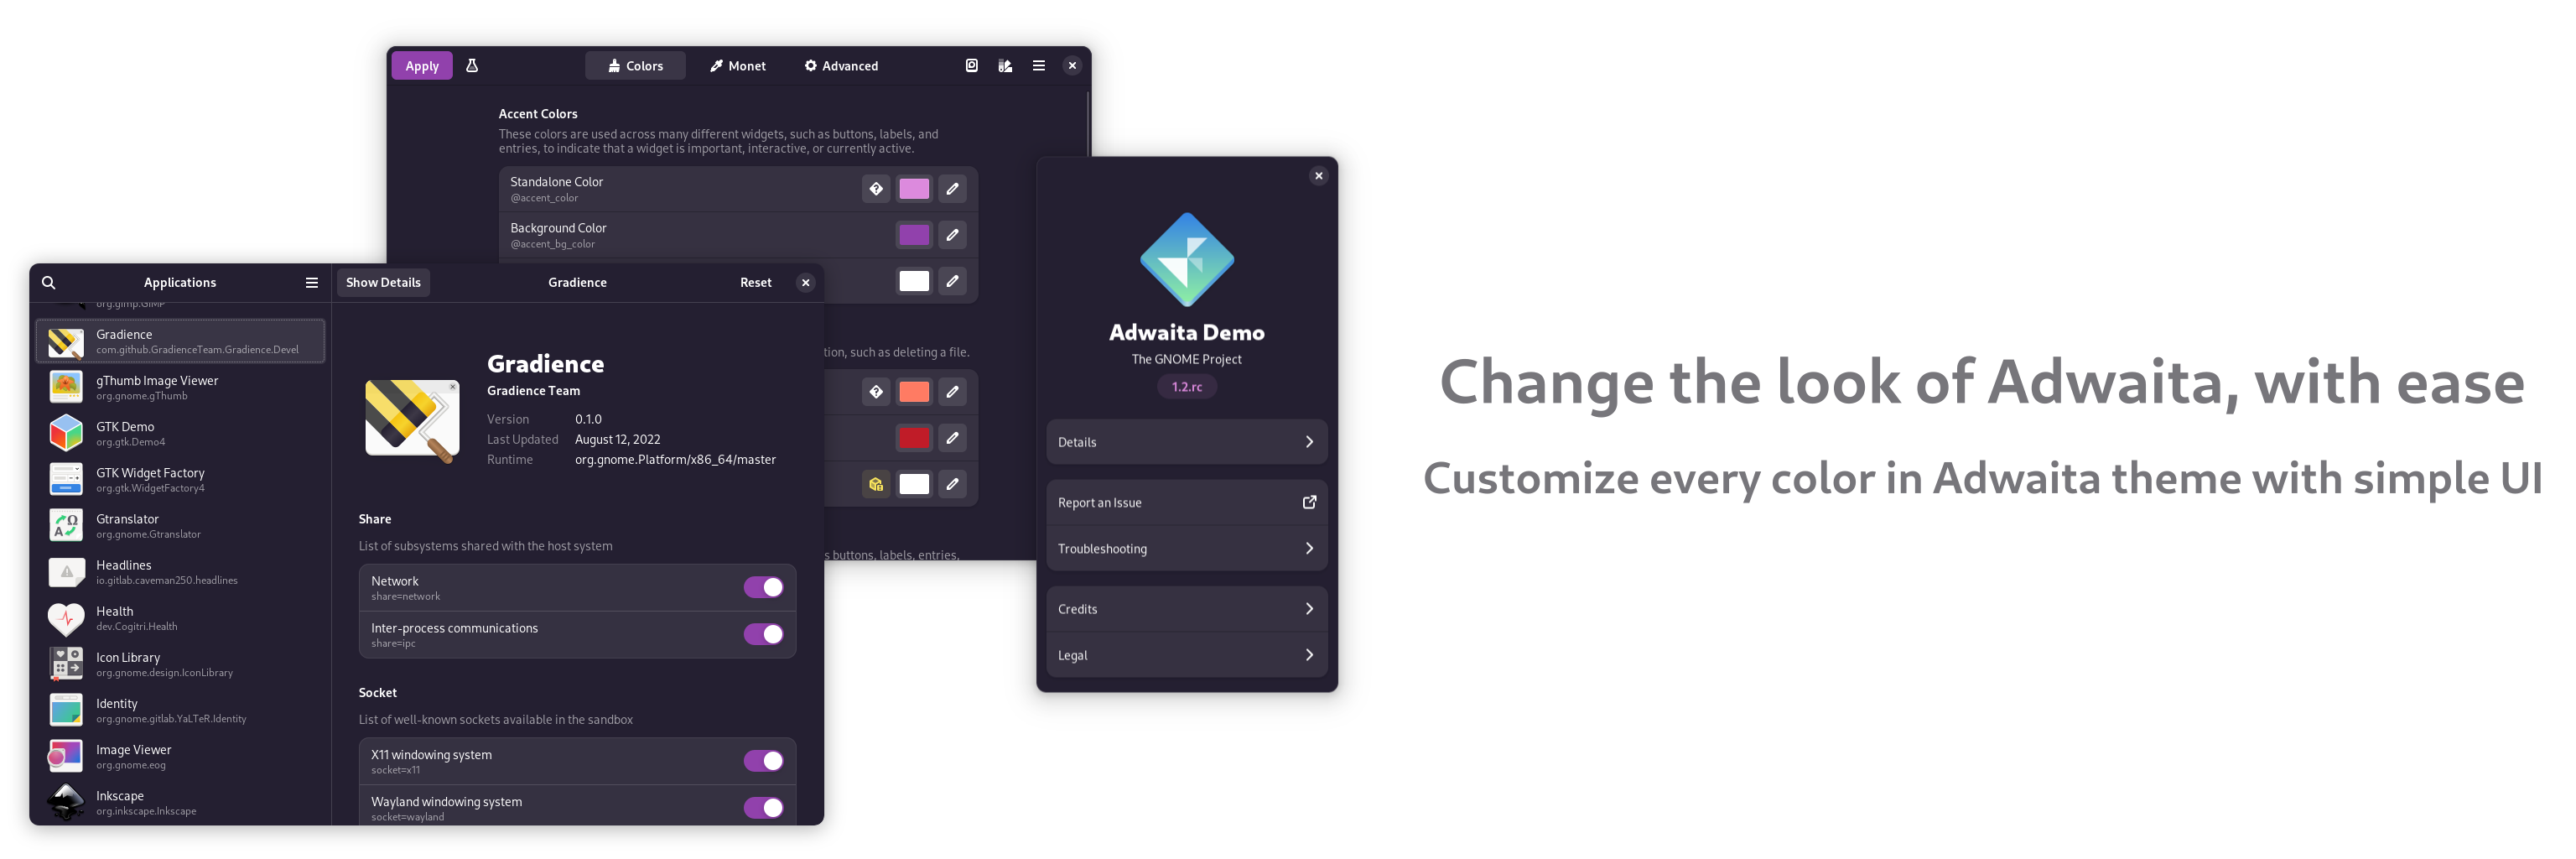 Apply
Colors
Monet
Advanced
Accent Colors
These colors are used across many different widgets, such as buttons, labels, and
entries, to indicate that a widget is important, interactive, or currently active.
Standalone Color
@accent_color
Background Color
@accent_bg_color
tion, such as deleting a file.
s buttons, labels, entries,
Applications
Show Details
Gradience
Reset
org.gimp.GIMP
Gradience
com.github.GradienceTeam.Gradience.Devel
gThumb Image Viewer
org.gnome.gThumb
GTK Demo
org.gtk.Demo4
GTK Widget Factory
org.gtk.WidgetFactory4
Gtranslator
org.gnome.Gtranslator
Headlines
io.gitlab.caveman250.headlines
Health
dev.Cogitri.Health
Icon Library
org.gnome.design.IconLibrary
Identity
org.gnome.gitlab.YaLTeR.Identity
Image Viewer
org.gnome.eog
Inkscape
org.inkscape.Inkscape
Gradience
Gradience Team
Version 0.1.0
Last Updated August 12, 2022
Runtime org.gnome.Platform/x86_64/master
Share
List of subsystems shared with the host system
Network
share=network
Inter-process communications
share=ipc
Socket
List of well-known sockets available in the sandbox
X11 windowing system
socket=x11
Wayland windowing system
socket=wayland
Adwaita Demo
The GNOME Project
1.2.rc
Details
Report an Issue
Troubleshooting
Credits
Legal
Change the look of Adwaita, with ease
Customize every color in Adwaita theme with simple UI